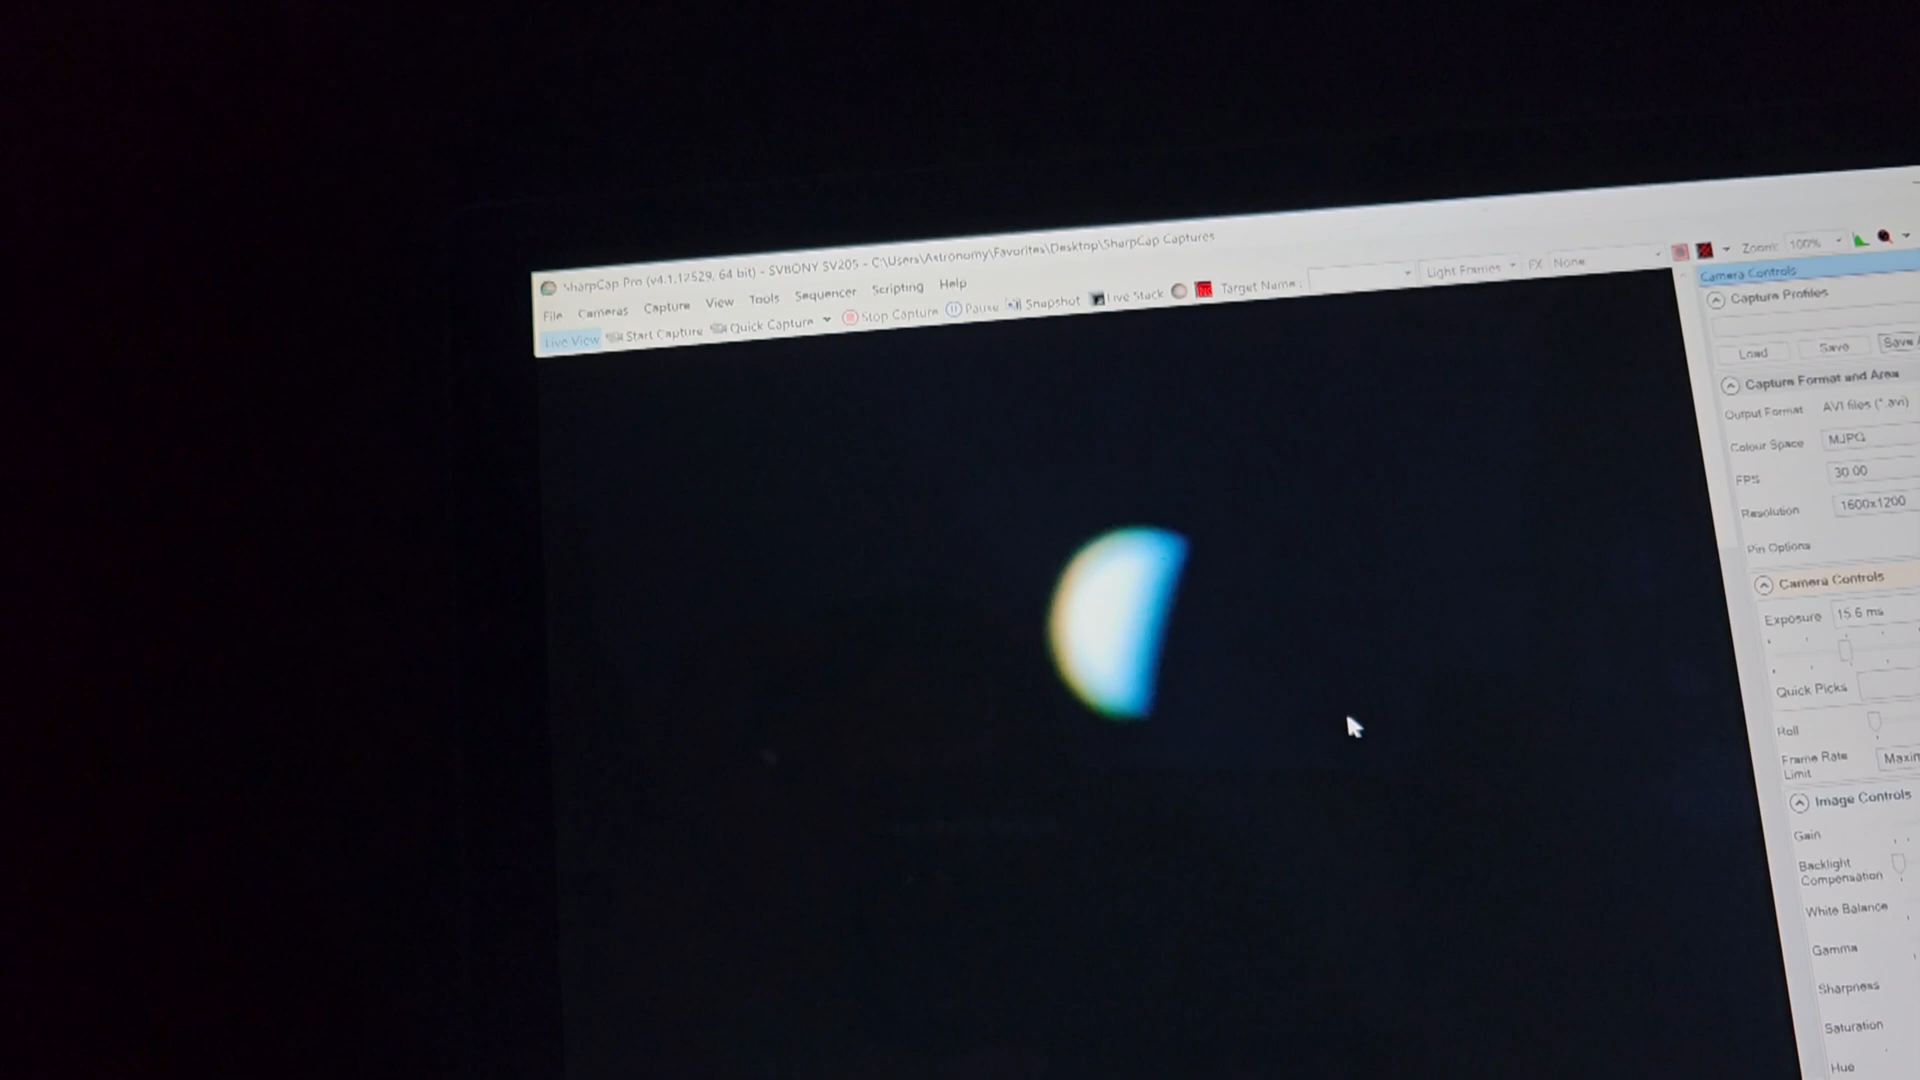 SharpCap Pro (v4.1.12529, 64 bit) - SVBONY SV205 - C:\Users\Astronomy\Favorites\Desktop\SharpCap Captures
File Cameras Capture View Tools Sequencer Scripting Help
Live View Start Capture Quick Capture Stop Capture Pause Snapshot Live Stack Target Name : Light Frames FX None Zoom: 100%
Camera Controls
Capture Profiles
Load Save Save
Capture Format and Area
Output Format AVI files (*.avi)
Colour Space MJPG
FPS 30.00
Resolution 1600x1200
Pin Options
Camera Controls
Exposure 15.6 ms
Quick Picks
Roll
Frame Rate
Limit Maxim
Image Controls
Gain
Backlight
Compensation
White Balance
Gamma
Sharpness
Saturation
Hue